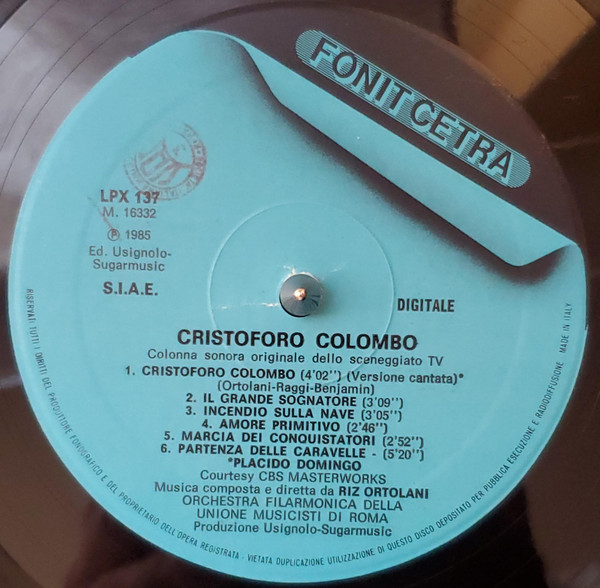 FONIT CETRA
LPX 137
M. 16332
℗ 1985
Ed. Usignolo-
Sugarmusic
S.I.A.E.
DIGITALE
CRISTOFORO COLOMBO
Colonna sonora originale dello sceneggiato TV
1. CRISTOFORO COLOMBO (4'02'') (Versione cantata)*
(Ortolani-Raggi-Benjamin)
2. IL GRANDE SOGNATORE (3'09'')
3. INCENDIO SULLA NAVE (3'05'')
4. AMORE PRIMITIVO (2'46'')
5. MARCIA DEI CONQUISTATORI (2'52'')
6. PARTENZA DELLE CARAVELLE - (5'20'')
*PLACIDO DOMINGO
Courtesy CBS MASTERWORKS
Musica composta e diretta da RIZ ORTOLANI
ORCHESTRA FILARMONICA DELLA
UNIONE MUSICISTI DI ROMA
Produzione Usignolo-Sugarmusic
RISERVATI TUTTI I DIRITTI DEL PRODUTTORE FONOGRAFICO E DEL PROPRIETARIO DELL'OPERA REGISTRATA - VIETATA DUPLICAZIONE UTILIZZAZIONE DI QUESTO DISCO DEPOSITATO PER PUBBLICA ESECUZIONE E RADIODIFFUSIONE. MADE IN ITALY